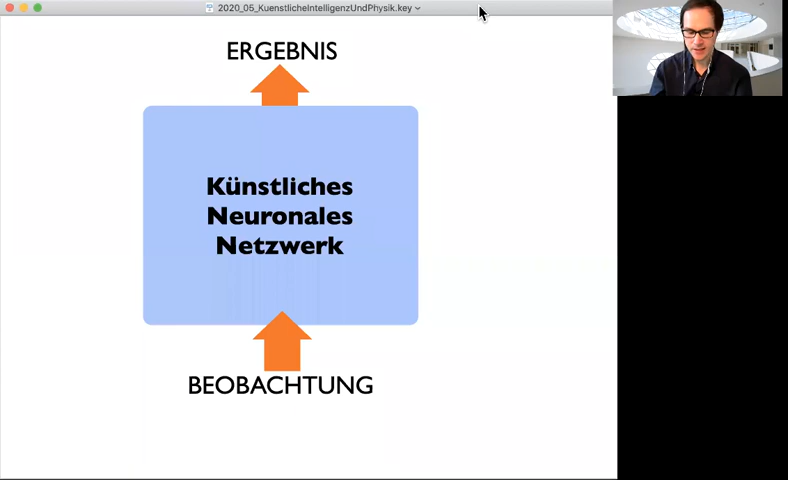 2020_05_KuenstlicheIntelligenzUndPhysik.key
ERGEBNIS
Künstliches
Neuronales
Netzwerk
BEOBACHTUNG